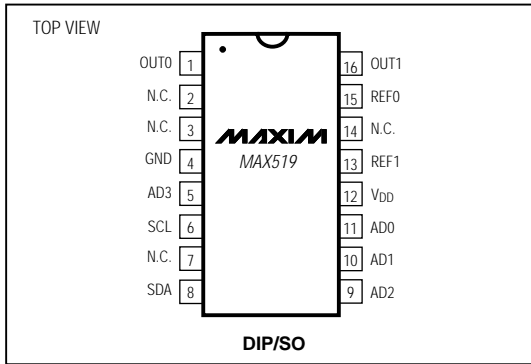 TOP VIEW
OUT0 1 16 OUT1
N.C. 2 15 REF0
N.C. 3 14 N.C.
MAXIM
GND 4 13 REF1
MAX519
AD3 5 12 VDD
SCL 6 11 AD0
N.C. 7 10 AD1
SDA 8 9 AD2
DIP/SO